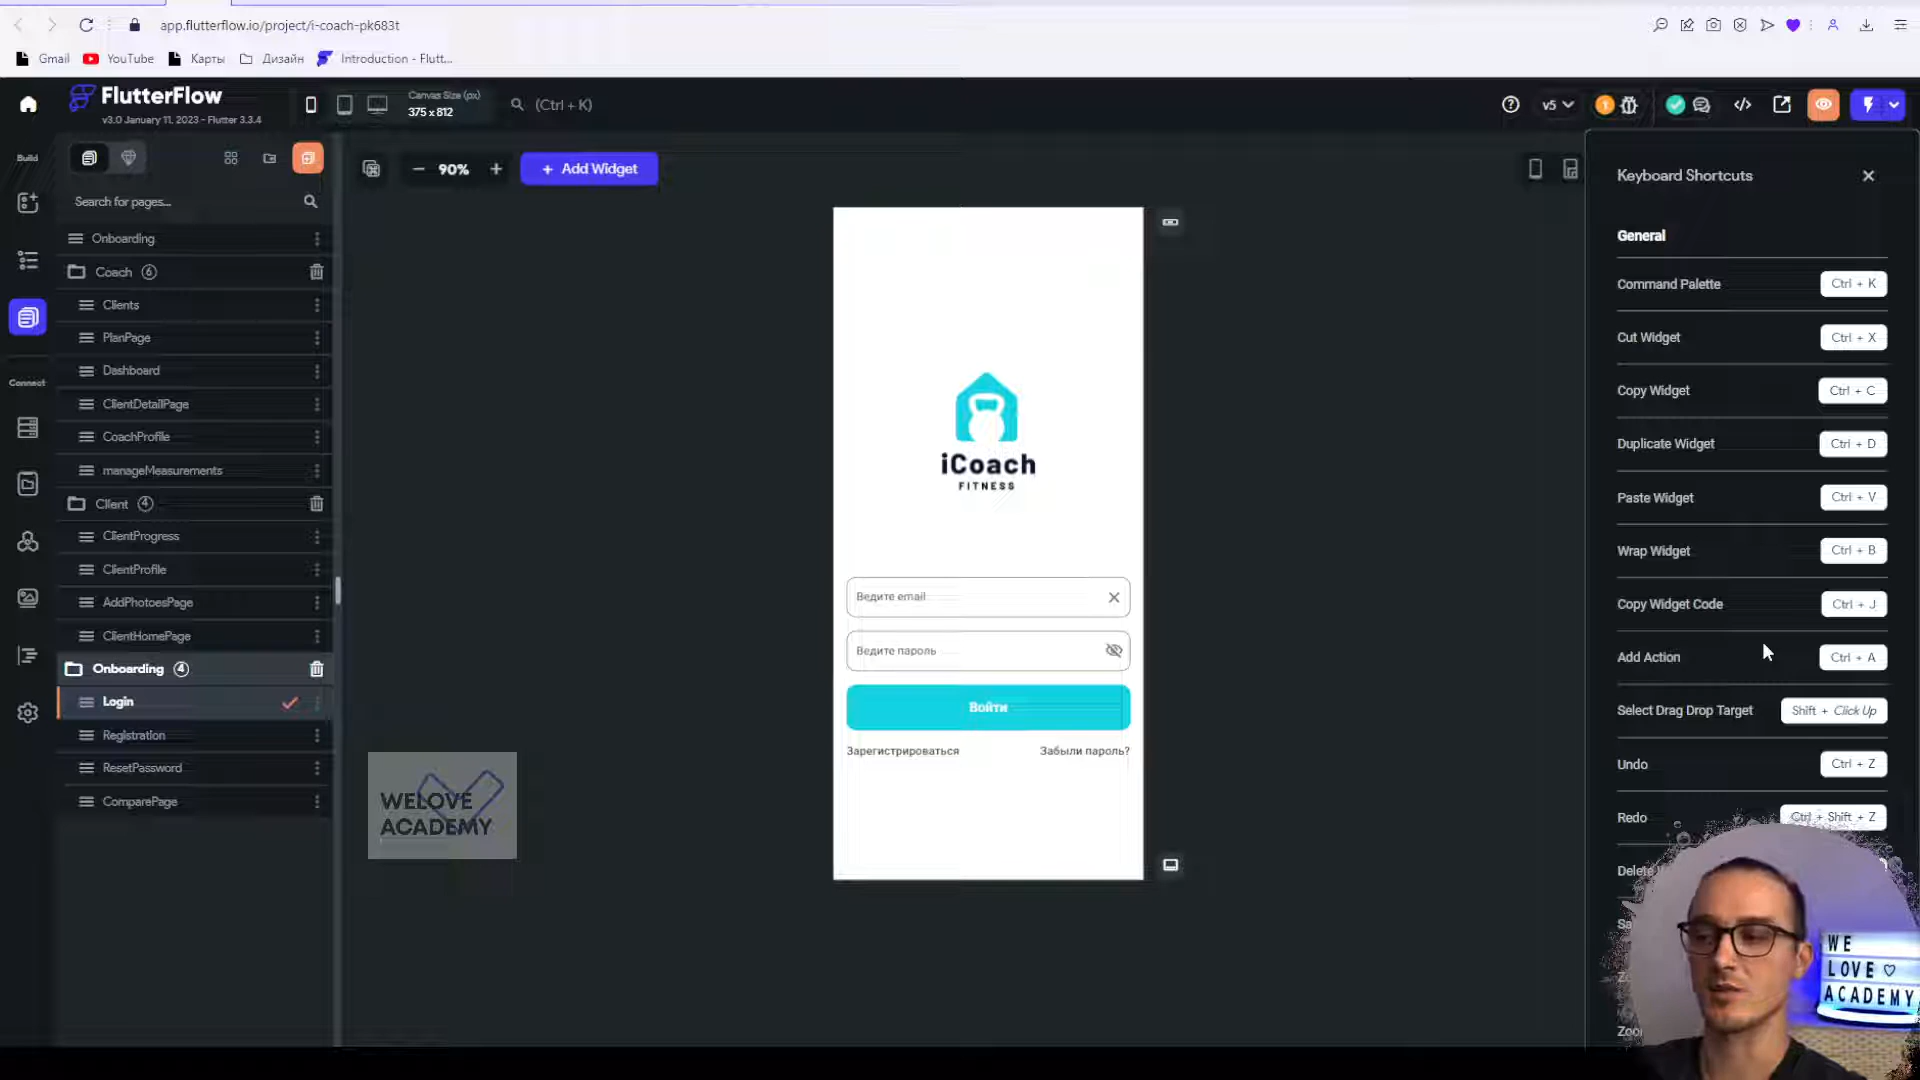 app.flutterflow.io/project/i-coach-pk683t
Gmail
YouTube
Карты
Дизайн
Introduction - Flutt...
FlutterFlow
v3.0 January 11, 2023 - Flutter 3.3.4
Canvas Size (px)
375 x 812
(Ctrl + K)
v5
Build
Connect
Search for pages...
90%
+ Add Widget
Onboarding
Coach 6
Clients
PlanPage
Dashboard
ClientDetailPage
CoachProfile
manageMeasurements
Client 4
ClientProgress
ClientProfile
AddPhotoesPage
ClientHomePage
Onboarding 4
Login
Registration
ResetPassword
ComparePage
WELOVE
ACADEMY
iCoach
FITNESS
Ведите email
Ведите пароль
Войти
Зарегистрироваться
Забыли пароль?
Keyboard Shortcuts
General
Command Palette Ctrl + K
Cut Widget Ctrl + X
Copy Widget Ctrl + C
Duplicate Widget Ctrl + D
Paste Widget Ctrl + V
Wrap Widget Ctrl + B
Copy Widget Code Ctrl + J
Add Action Ctrl + A
Select Drag Drop Target Shift + Click Up
Undo Ctrl + Z
Redo Ctrl + Shift + Z
Delete
WE
LOVE
ACADEMY